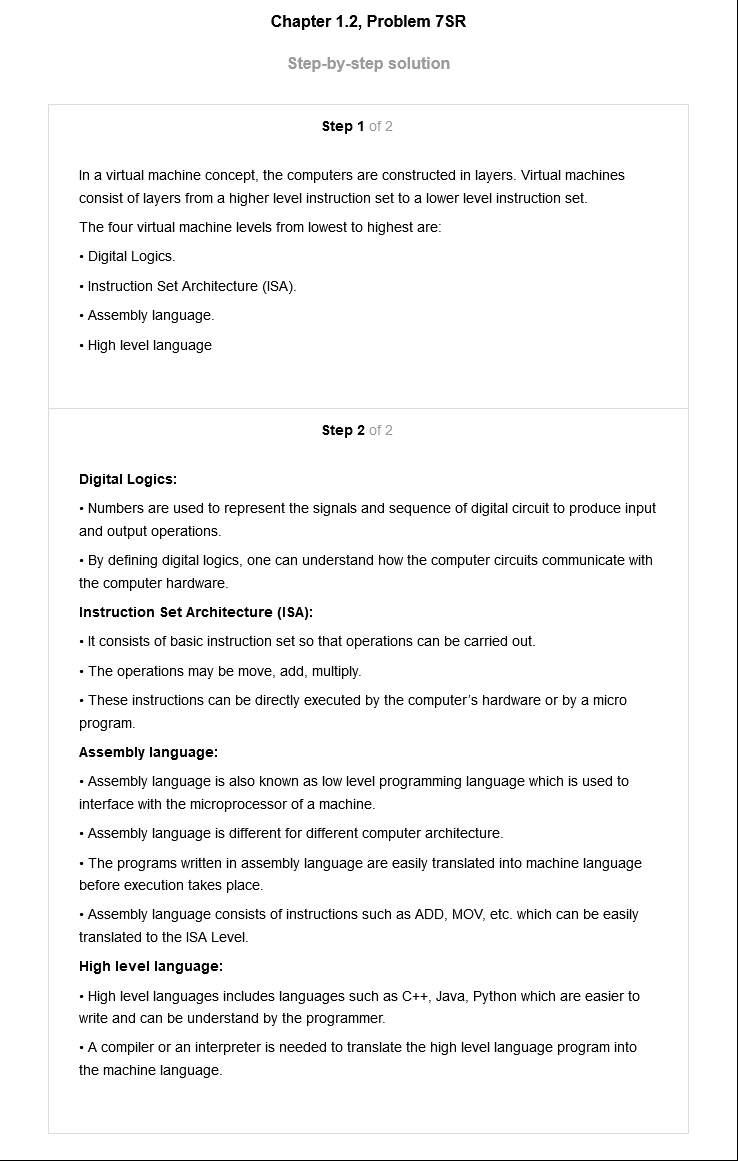 Chapter 1.2, Problem 7SR
Step-by-step solution
Step 1 of 2
In a virtual machine concept, the computers are constructed in layers. Virtual machines
consist of layers from a higher level instruction set to a lower level instruction set.
The four virtual machine levels from lowest to highest are:
• Digital Logics.
• Instruction Set Architecture (ISA).
• Assembly language.
• High level language
Step 2 of 2
Digital Logics:
• Numbers are used to represent the signals and sequence of digital circuit to produce input
and output operations.
• By defining digital logics, one can understand how the computer circuits communicate with
the computer hardware.
Instruction Set Architecture (ISA):
• It consists of basic instruction set so that operations can be carried out.
• The operations may be move, add, multiply.
• These instructions can be directly executed by the computer's hardware or by a micro
program.
Assembly language:
• Assembly language is also known as low level programming language which is used to
interface with the microprocessor of a machine.
• Assembly language is different for different computer architecture.
• The programs written in assembly language are easily translated into machine language
before execution takes place.
• Assembly language consists of instructions such as ADD, MOV, etc. which can be easily
translated to the ISA Level.
High level language:
• High level languages includes languages such as C++, Java, Python which are easier to
write and can be understand by the programmer.
• A compiler or an interpreter is needed to translate the high level language program into
the machine language.